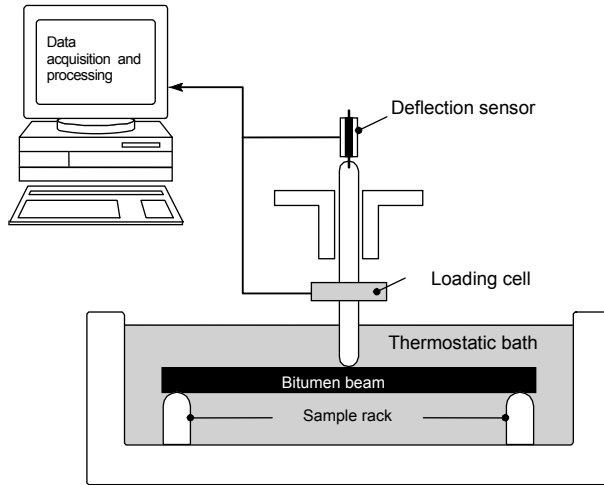 Data
acquisition and
processing
Deflection sensor
Loading cell
Thermostatic bath
Bitumen beam
Sample rack